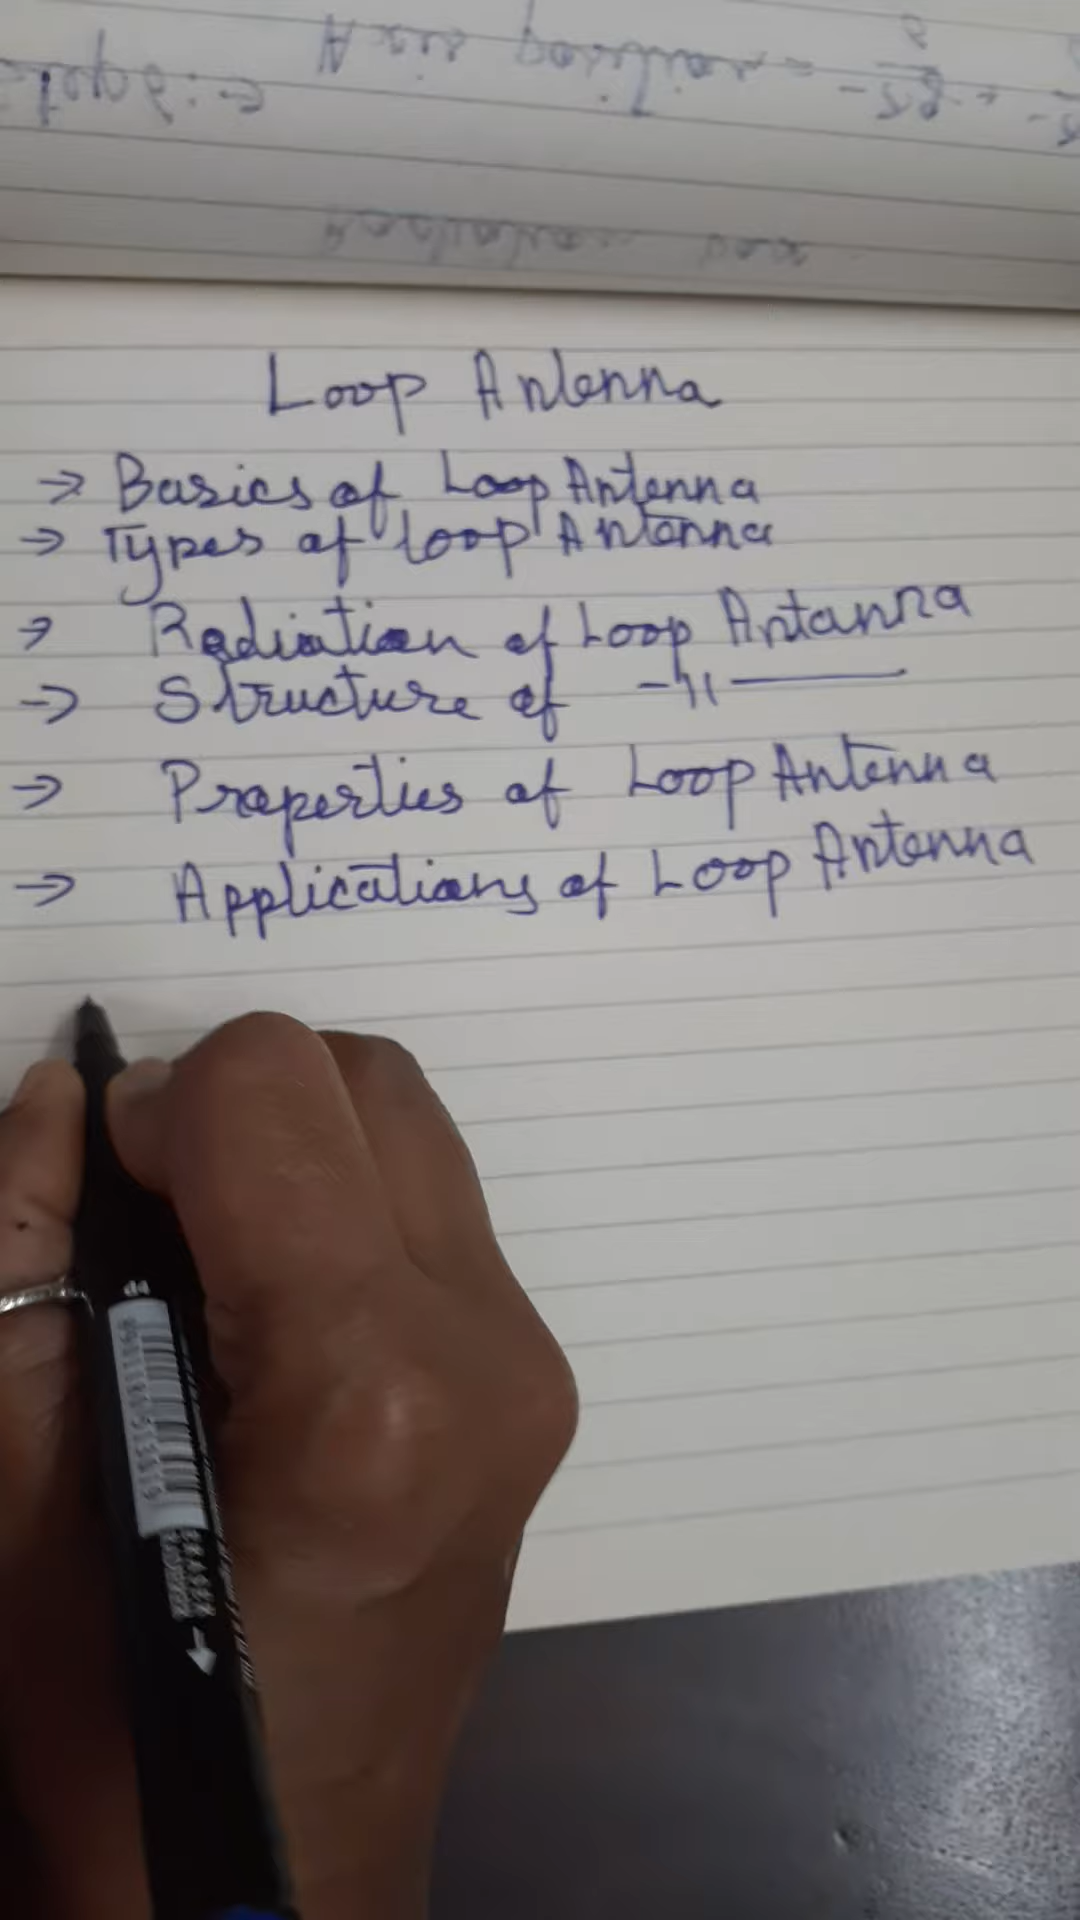 Loop Antenna
→ Basics of Loop Antenna
→ Types of loop Antenna
→ Radiation of Loop Antanna
→ Structure of -11-
→ Properties of Loop Antenna
→ Applications of Loop Antenna